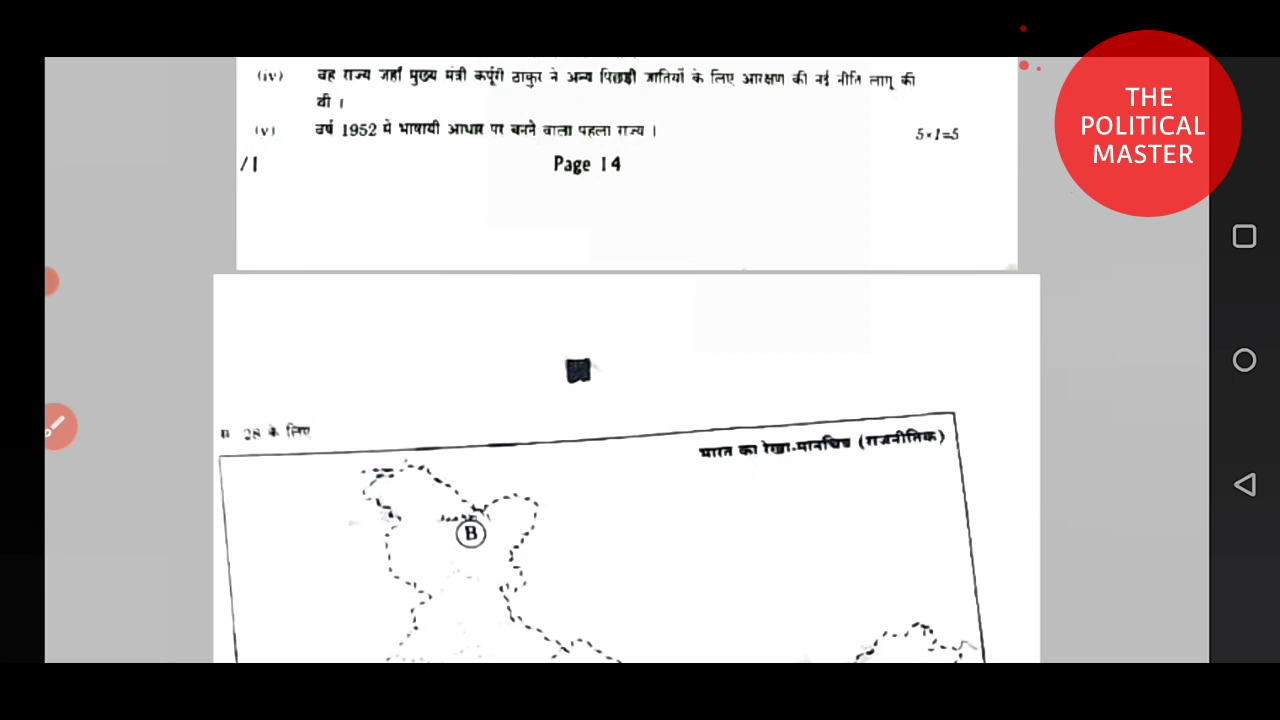 (iv) वह राज्य जहाँ मुख्य मंत्री कर्पूरी ठाकुर ने अन्य पिछड़ी जातियों के लिए आरक्षण की नई नीति लागू की
थी ।
(v) वर्ष 1952 में भाषायी आधार पर बनने वाला पहला राज्य । 5×1=5
/1 Page 14
28 के लिए
भारत का रेखा-मानचित्र (राजनीतिक)
B
THE
POLITICAL
MASTER